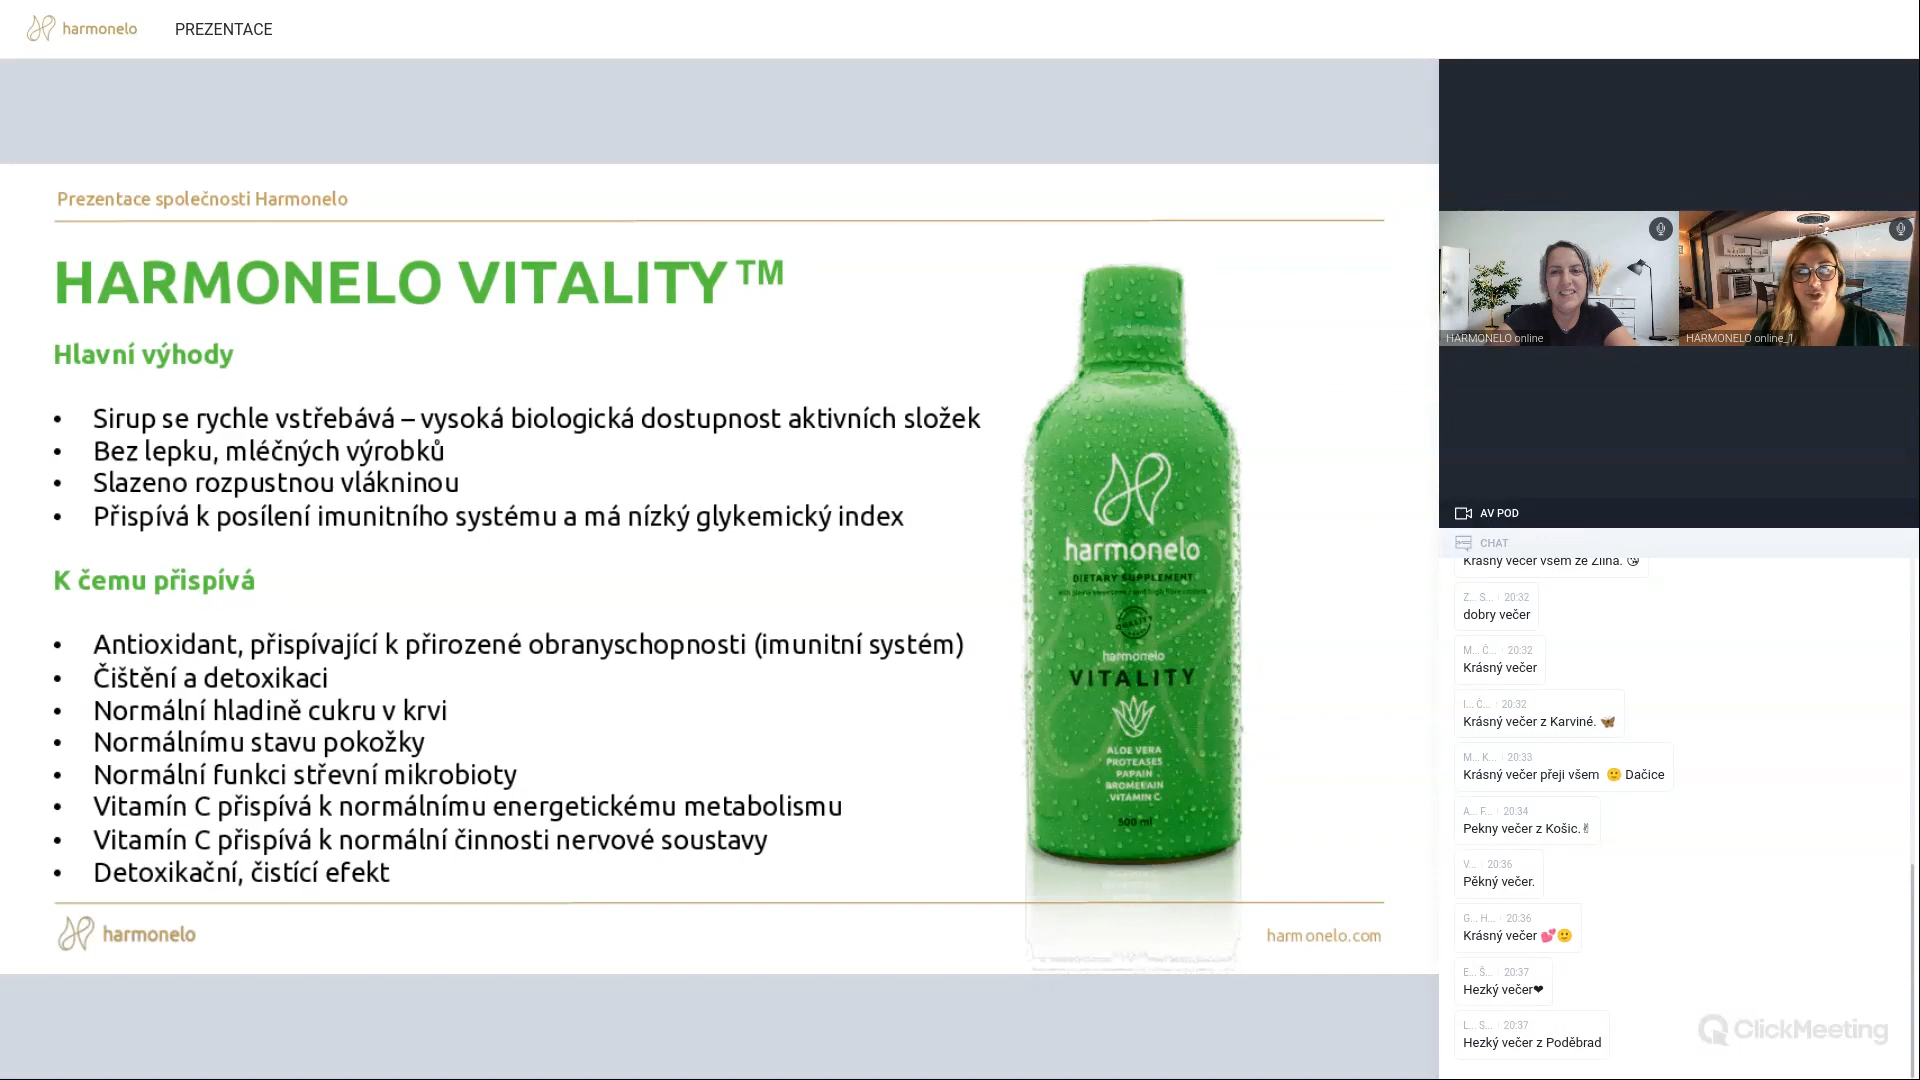 harmonelo PREZENTACE
Prezentace společnosti Harmonelo
HARMONELO VITALITY™
Hlavní výhody
• Sirup se rychle vstřebává – vysoká biologická dostupnost aktivních složek
• Bez lepku, mléčných výrobků
• Slazeno rozpustnou vlákninou
• Přispívá k posílení imunitního systému a má nízký glykemický index
K čemu přispívá
• Antioxidant, přispívající k přirozené obranyschopnosti (imunitní systém)
• Čištění a detoxikaci
• Normální hladině cukru v krvi
• Normálnímu stavu pokožky
• Normální funkci střevní mikrobioty
• Vitamín C přispívá k normálnímu energetickému metabolismu
• Vitamín C přispívá k normální činnosti nervové soustavy
• Detoxikační, čistící efekt
harmonelo
DIETARY SUPPLEMENT
QUALITY
harmonelo
VITALITY
ALOE VERA
PROTEASES
PAPAIN
BROMELAIN
VITAMIN C
500 ml
harmonelo
harmonelo.com
HARMONELO online
HARMONELO online_1
AV POD
CHAT
Krásný večer všem ze Zlína. 😘
Z... S... 20:32
dobry večer
M... Č... 20:32
Krásný večer
I... Č... 20:32
Krásný večer z Karviné. 🦋
M... K... 20:33
Krásný večer přeji všem 🙂 Dačice
A... F... 20:34
Pekny večer z Košic.✌
V... 20:36
Pěkný večer.
G... H... 20:36
Krásný večer 💕🙂
E... Š... 20:37
Hezký večer❤
L... S... 20:37
Hezký večer z Poděbrad
ClickMeeting